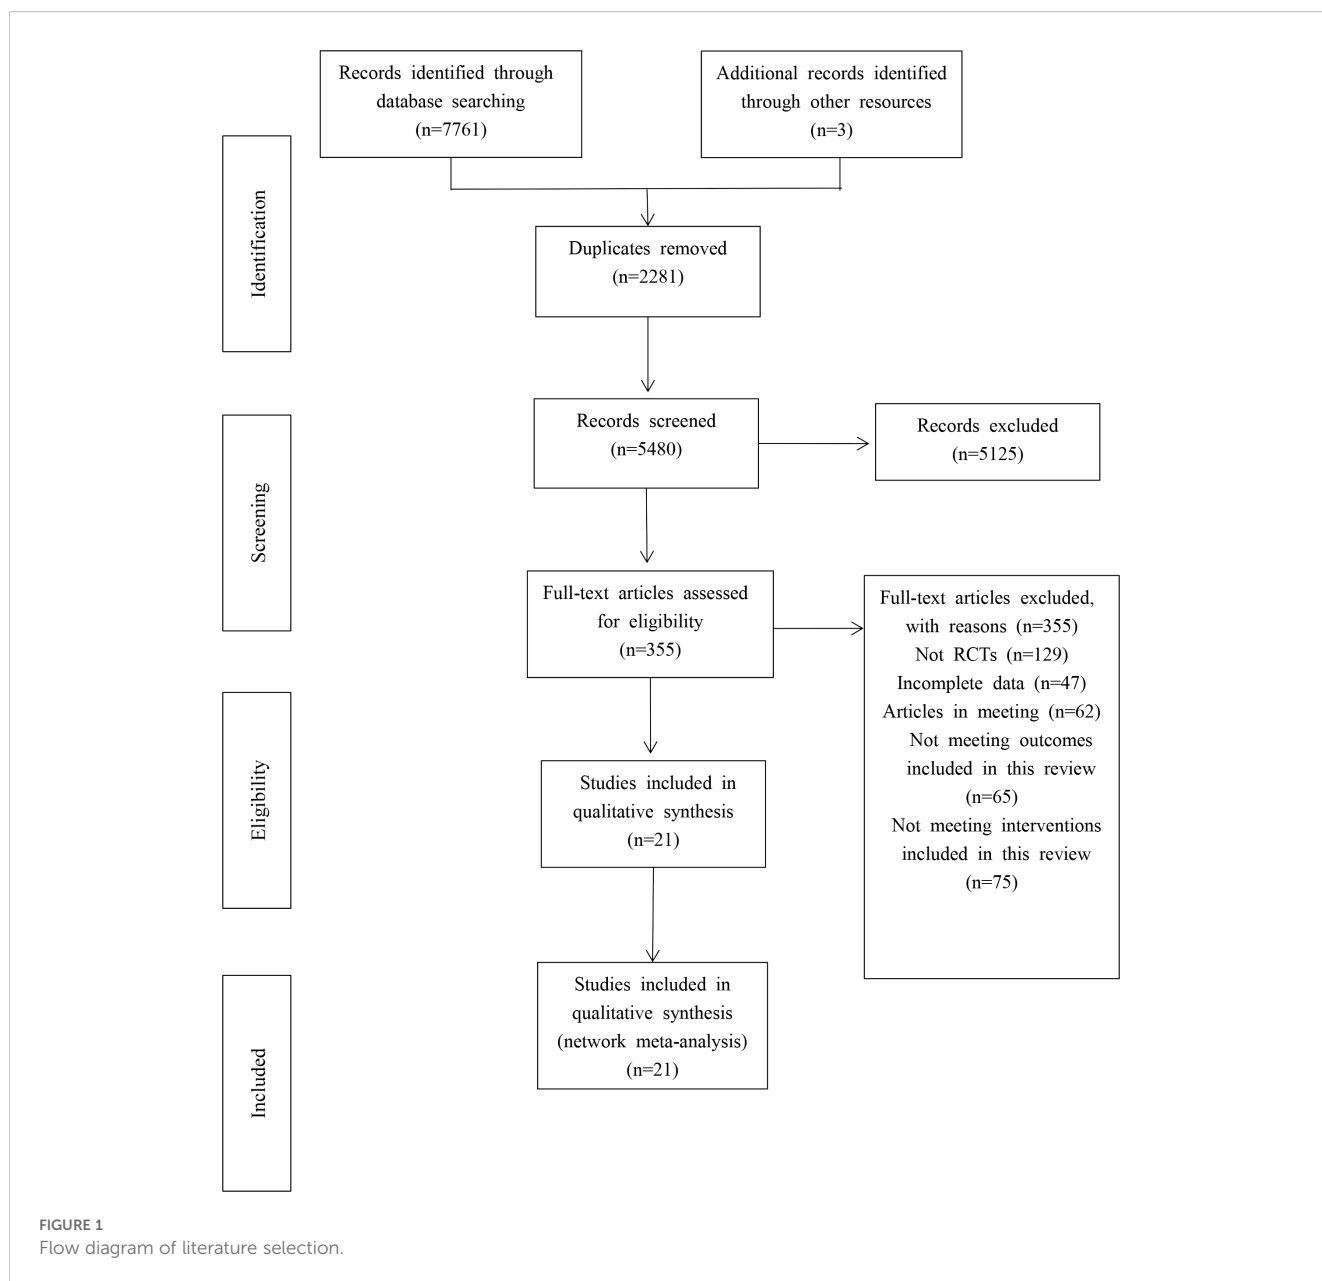 Records identified through
database searching
(n=7761)
Additional records identified
through other resources
(n=3)
Identification
Duplicates removed
(n=2281)
Screening
Records screened
(n=5480)
Records excluded
(n=5125)
Full-text articles assessed
for eligibility
(n=355)
Full-text articles excluded,
with reasons (n=355)
Not RCTs (n=129)
Incomplete data (n=47)
Articles in meeting (n=62)
Not meeting outcomes
included in this review
(n=65)
Not meeting interventions
included in this review
(n=75)
Eligibility
Studies included in
qualitative synthesis
(n=21)
Included
Studies included in
qualitative synthesis
(network meta-analysis)
(n=21)
FIGURE 1
Flow diagram of literature selection.